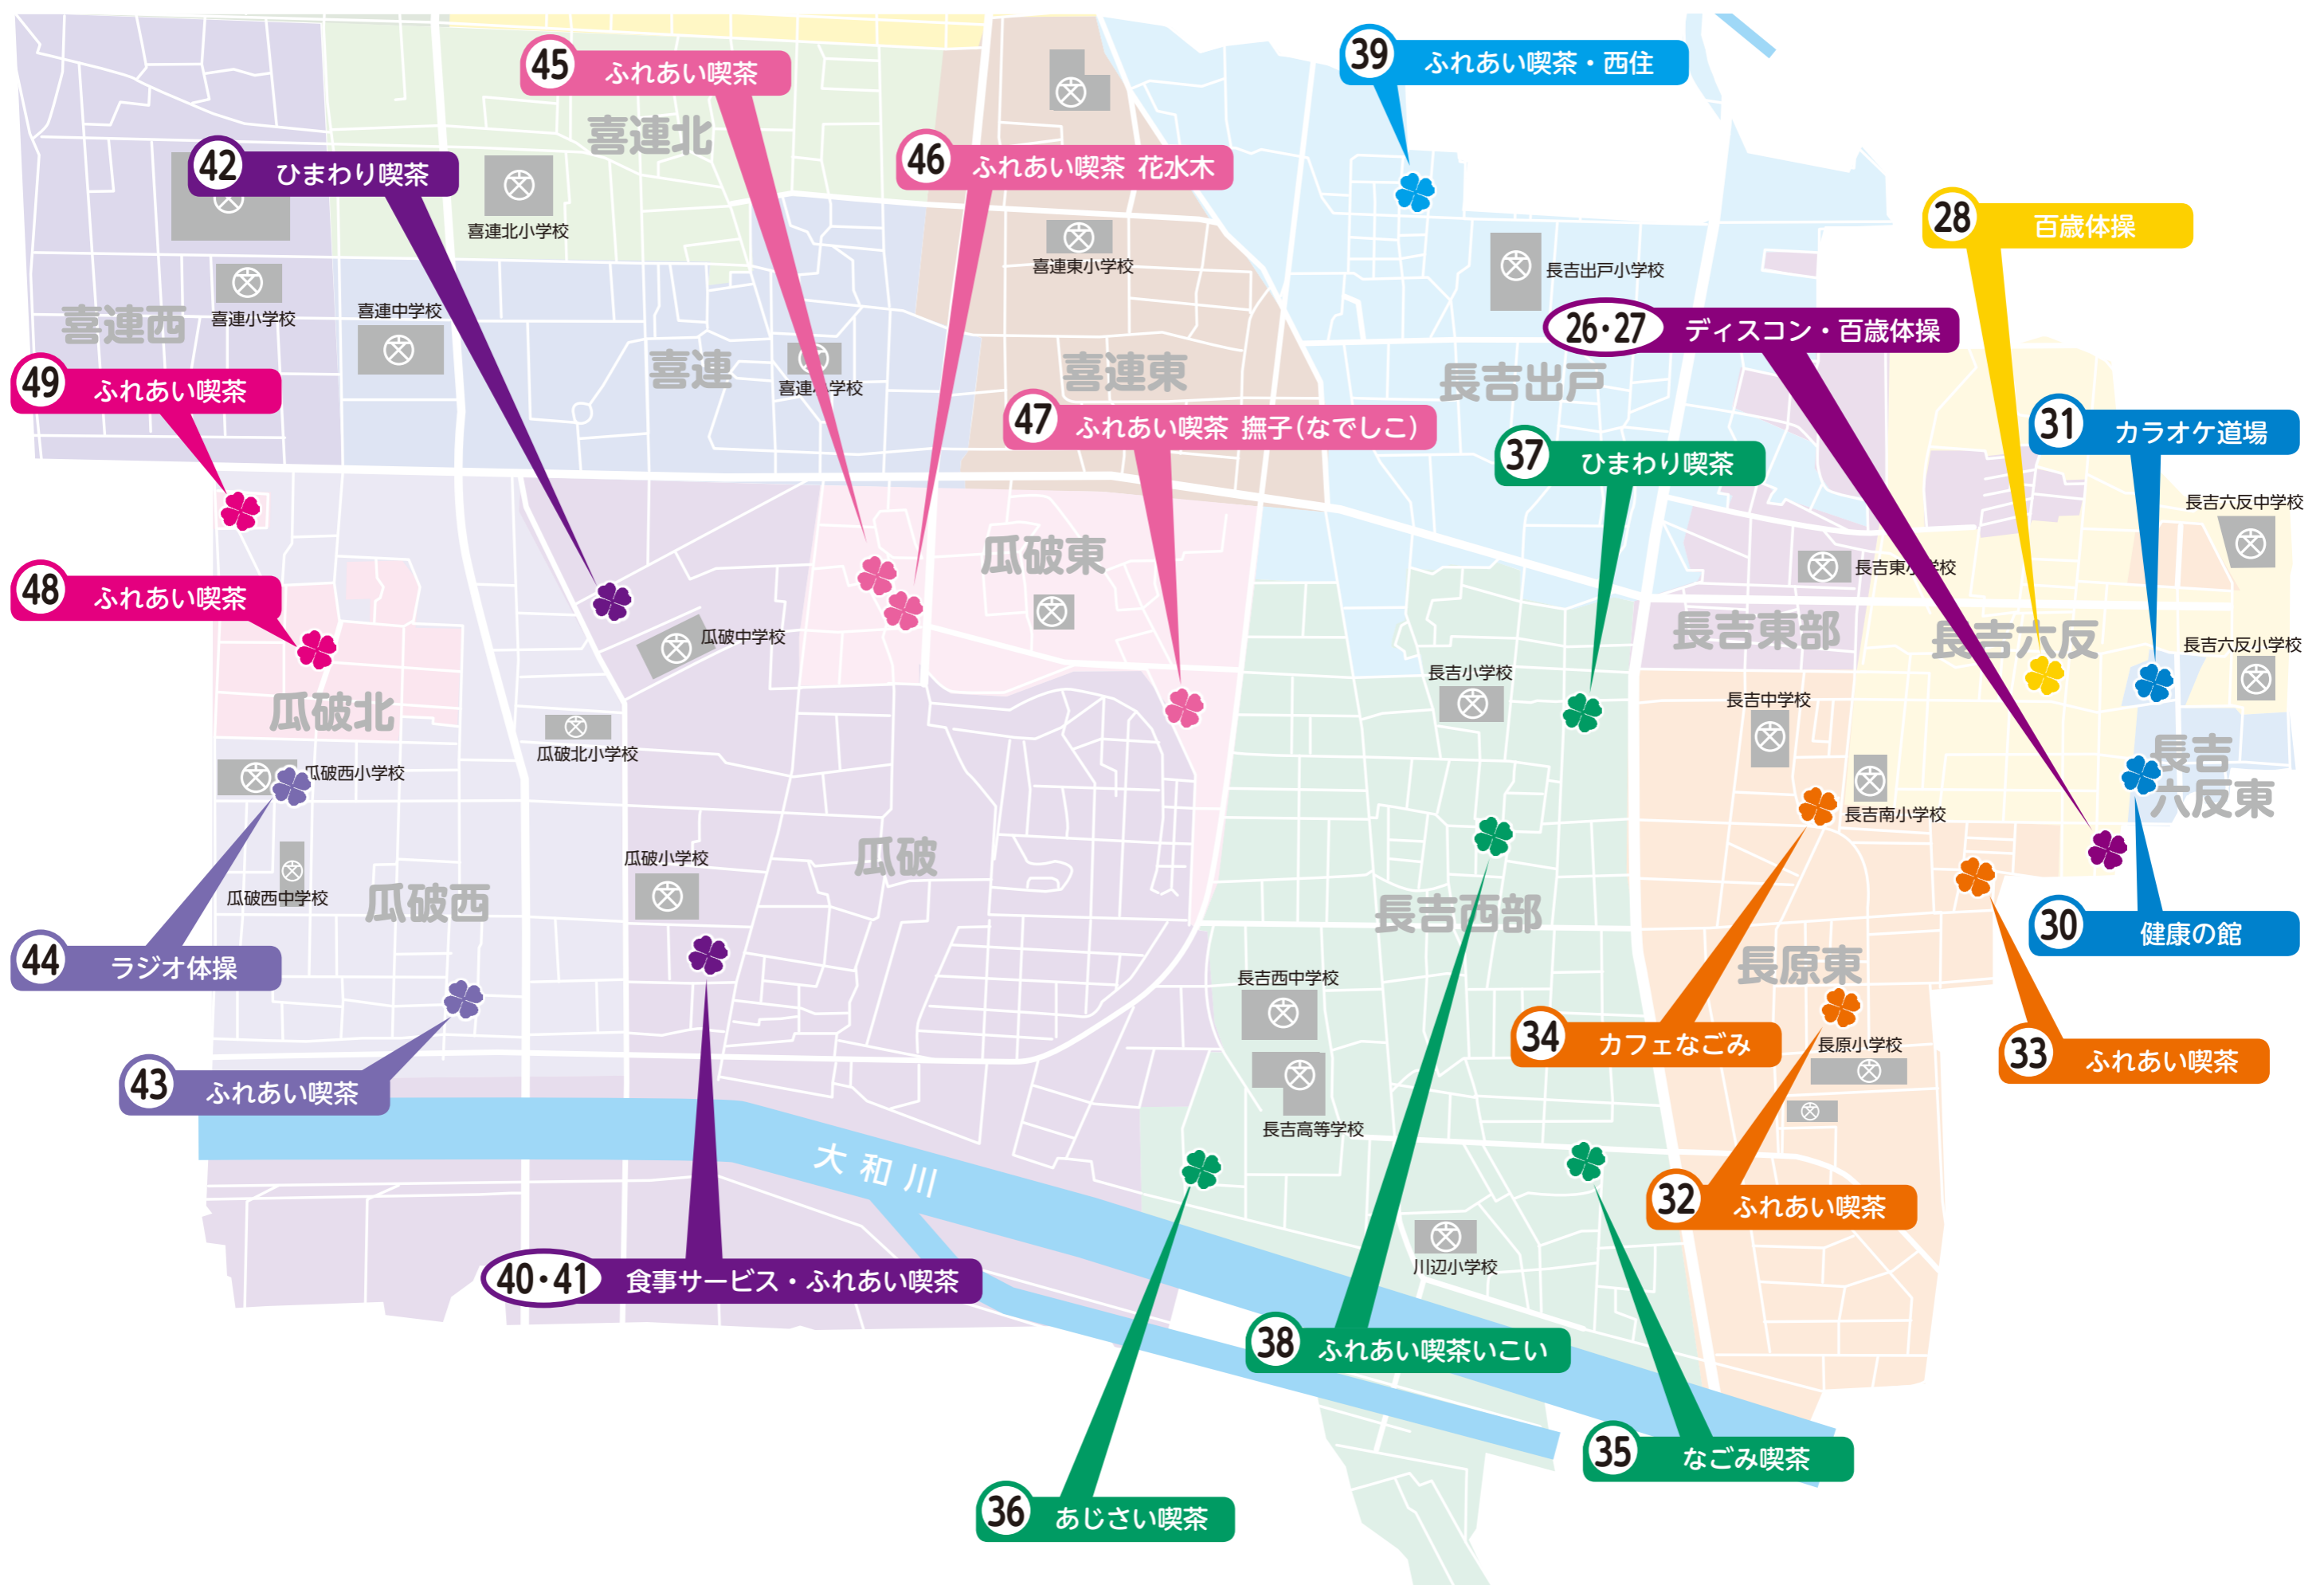 45 ふれあい喫茶
39 ふれあい喫茶・西住
喜連北
42 ひまわり喫茶
46 ふれあい喫茶 花水木
喜連北小学校
28 百歳体操
喜連東小学校
長吉出戸小学校
喜連西
喜連小学校
喜連中学校
26・27 ディスコン・百歳体操
喜連
喜連東
長吉出戸
喜連小学校
49 ふれあい喫茶
47 ふれあい喫茶 撫子(なでしこ)
31 カラオケ道場
37 ひまわり喫茶
長吉六反中学校
瓜破東
長吉東小学校
48 ふれあい喫茶
瓜破中学校
長吉東部
長吉六反
長吉六反小学校
長吉小学校
長吉中学校
瓜破北
瓜破北小学校
長吉
六反東
瓜破西小学校
長吉南小学校
瓜破小学校
瓜破
瓜破西中学校
瓜破西
長吉西部
30 健康の館
44 ラジオ体操
長原東
長吉西中学校
34 カフェなごみ
長原小学校
33 ふれあい喫茶
43 ふれあい喫茶
長吉高等学校
大和川
32 ふれあい喫茶
川辺小学校
40・41 食事サービス・ふれあい喫茶
38 ふれあい喫茶いこい
35 なごみ喫茶
36 あじさい喫茶